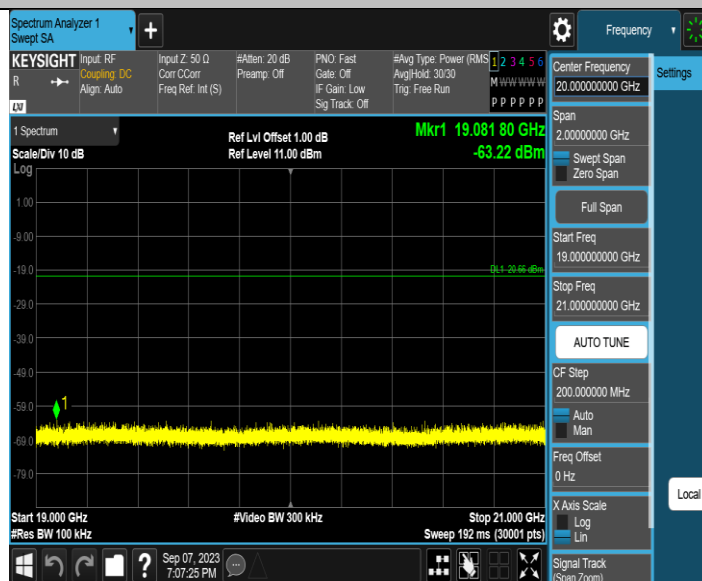 Spectrum Analyzer 1
Swept SA
+
Frequency
KEYSIGHT
R
LXI
Input: RF
Coupling: DC
Align: Auto
Input Z: 50 Ω
Corr CCorr
Freq Ref: Int (S)
#Atten: 20 dB
Preamp: Off
PNO: Fast
Gate: Off
IF Gain: Low
Sig Track: Off
#Avg Type: Power (RMS
Avg|Hold: 30/30
Trig: Free Run
1 2 3 4 5 6
M W W W W W
P P P P P P
1 Spectrum
Scale/Div 10 dB
Log
Ref Lvl Offset 1.00 dB
Ref Level 11.00 dBm
Mkr1 19.081 80 GHz
-63.22 dBm
1.00
-9.00
-19.0
-29.0
-39.0
-49.0
-59.0
-69.0
-79.0
DL1 -20.66 dBm
1
Start 19.000 GHz
#Res BW 100 kHz
#Video BW 300 kHz
Stop 21.000 GHz
Sweep 192 ms (30001 pts)
?
Sep 07, 2023
7:07:25 PM
Center Frequency
20.000000000 GHz
Span
2.00000000 GHz
Swept Span
Zero Span
Full Span
Start Freq
19.000000000 GHz
Stop Freq
21.000000000 GHz
AUTO TUNE
CF Step
200.000000 MHz
Auto
Man
Freq Offset
0 Hz
X Axis Scale
Log
Lin
Signal Track
(Span Zoom)
Settings
Local